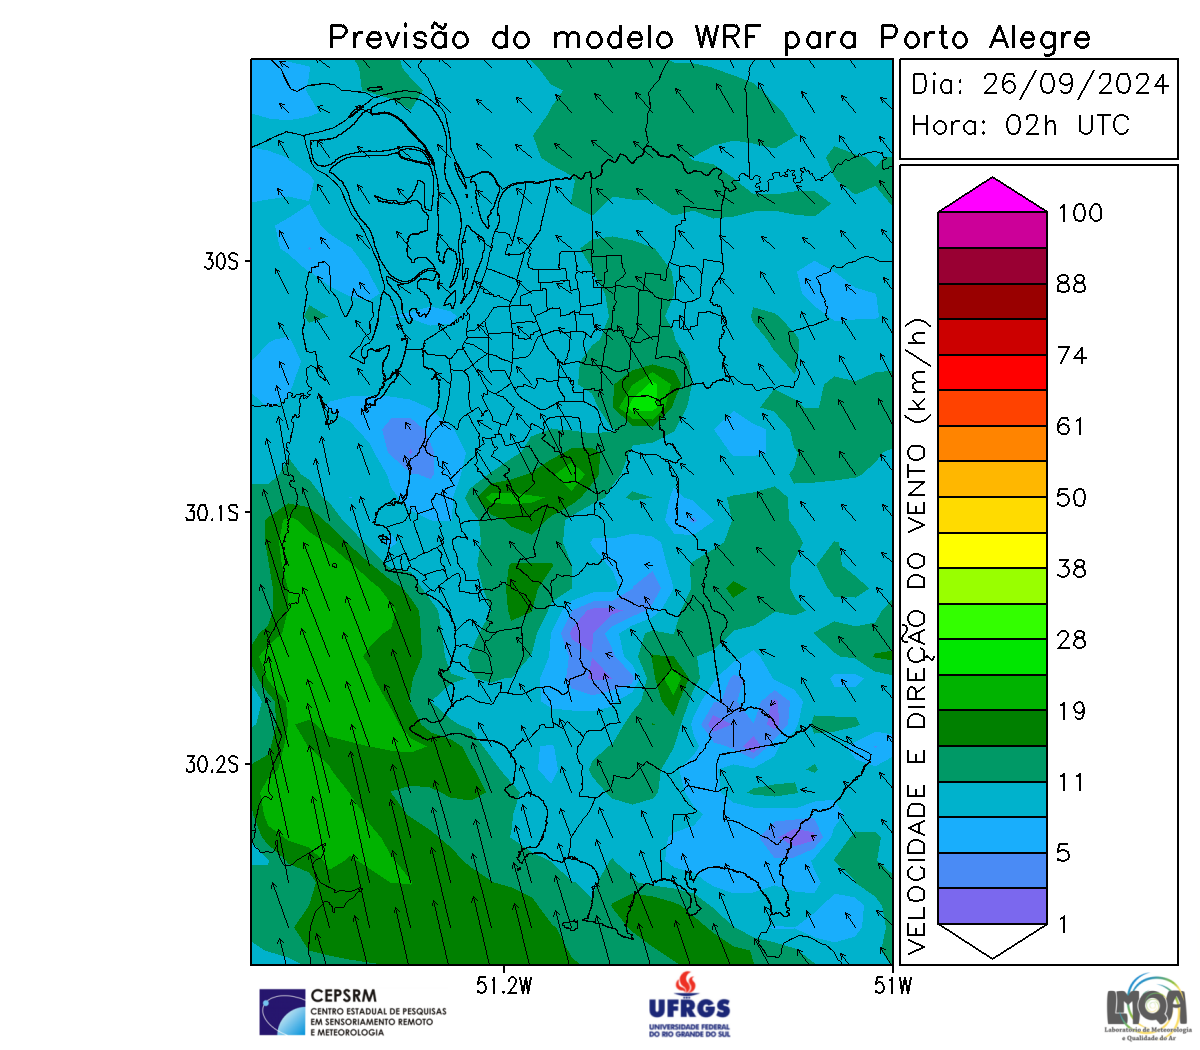 Previsão do modelo WRF para Porto Alegre
Dia: 26/09/2024
Hora: 02h UTC
30S
30.1S
30.2S
51.2W
51W
VELOCIDADE E DIREÇÃO DO VENTO (km/h)
100
88
74
61
50
38
28
19
11
5
1
CEPSRM
CENTRO ESTADUAL DE PESQUISAS
EM SENSORIAMENTO REMOTO
E METEOROLOGIA
UFRGS
UNIVERSIDADE FEDERAL
DO RIO GRANDE DO SUL
LMQA
Laboratório de Meteorologia
e Qualidade do Ar